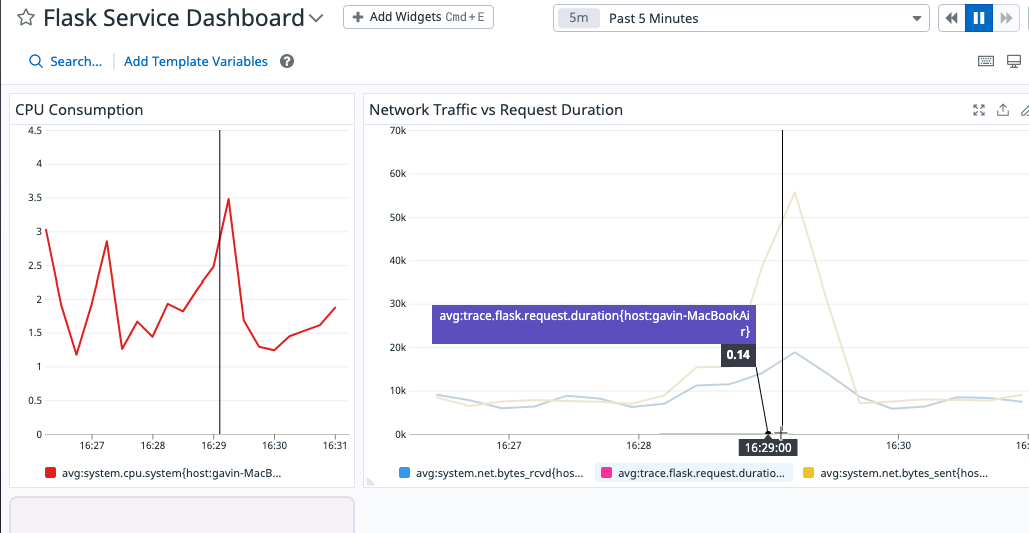 Flask Service Dashboard
+ Add Widgets Cmd + E
5m Past 5 Minutes
Search...
Add Template Variables
?
CPU Consumption
4.5
4
3.5
3
2.5
2
1.5
1
0.5
0
16:27 16:28 16:29 16:30 16:31
avg:system.cpu.system{host:gavin-MacB...
Network Traffic vs Request Duration
70k
60k
50k
40k
30k
20k
10k
0k
avg:trace.flask.request.duration{host:gavin-MacBookAi
r}
0.14
16:27 16:28 16:29:00 16:30 16:
avg:system.net.bytes_rcvd{hos... avg:trace.flask.request.duratio... avg:system.net.bytes_sent{hos...